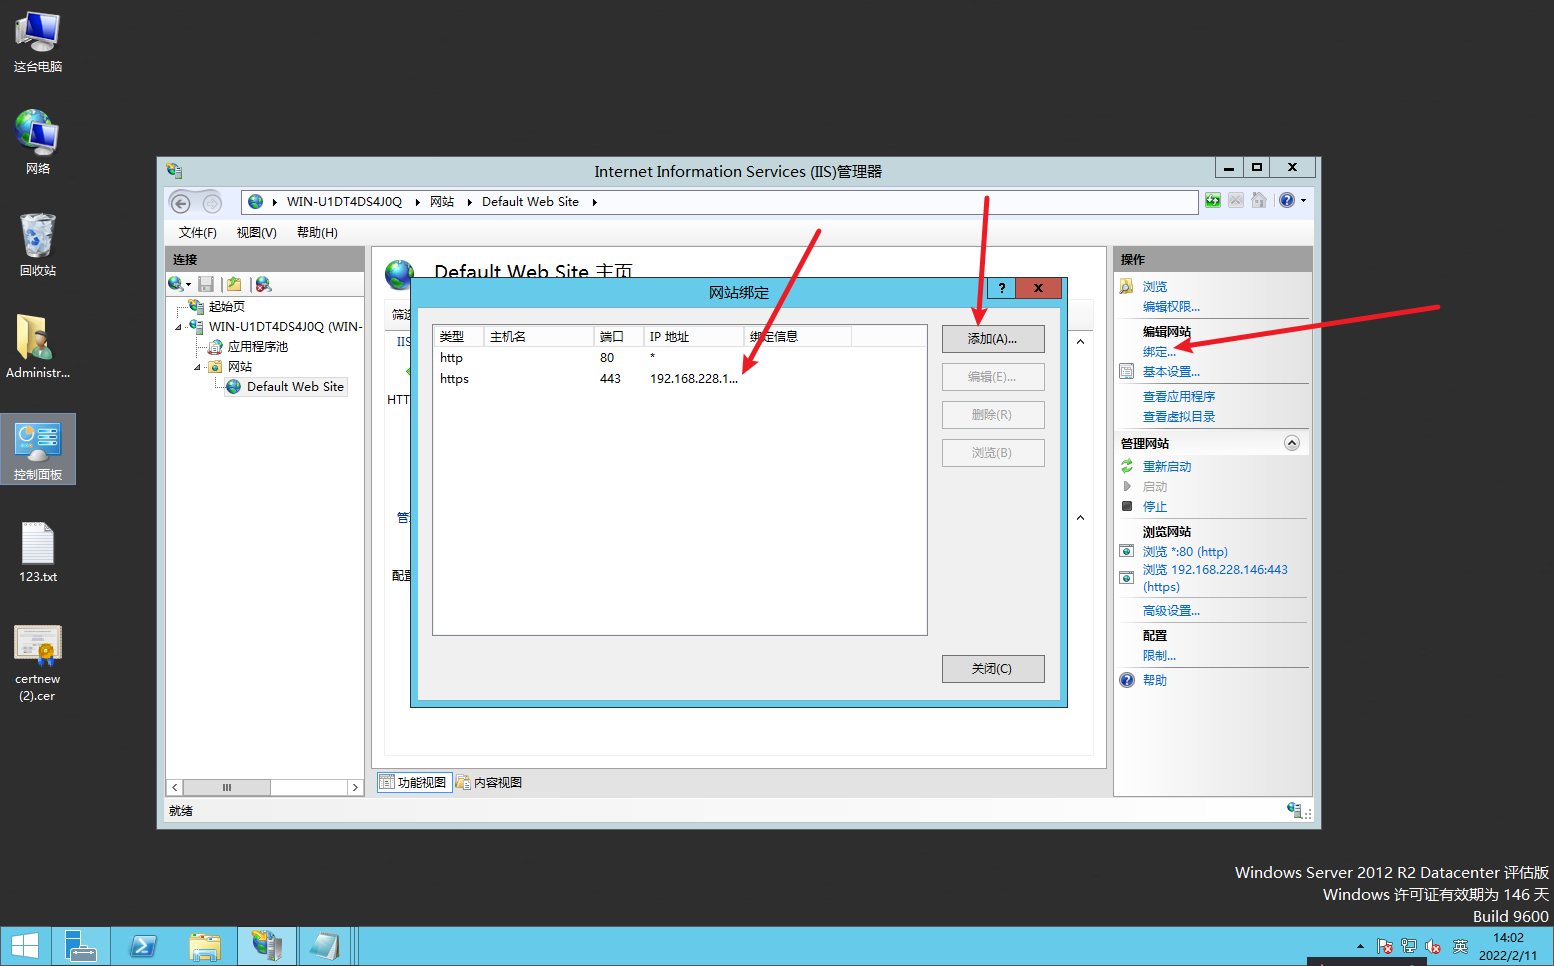 这台电脑
网络
回收站
Administr...
控制面板
123.txt
certnew
(2).cer
Internet Information Services (IIS)管理器
WIN-U1DT4DS4J0Q
网站
Default Web Site
文件(F)
视图(V)
帮助(H)
连接
起始页
WIN-U1DT4DS4J0Q (WIN-
应用程序池
网站
Default Web Site
就绪
Default Web Site 主页
筛选
IIS
HTT
管理
配置
网站绑定
?
类型 主机名 端口 IP 地址 绑定信息
http 80 *
https 443 192.168.228.1...
添加(A)...
编辑(E)...
删除(R)
浏览(B)
关闭(C)
功能视图
内容视图
操作
浏览
编辑权限...
编辑网站
绑定...
基本设置...
查看应用程序
查看虚拟目录
管理网站
重新启动
启动
停止
浏览网站
浏览 *:80 (http)
浏览 192.168.228.146:443
(https)
高级设置...
配置
限制...
帮助
Windows Server 2012 R2 Datacenter 评估版
Windows 许可证有效期为 146 天
Build 9600
英
14:02
2022/2/11